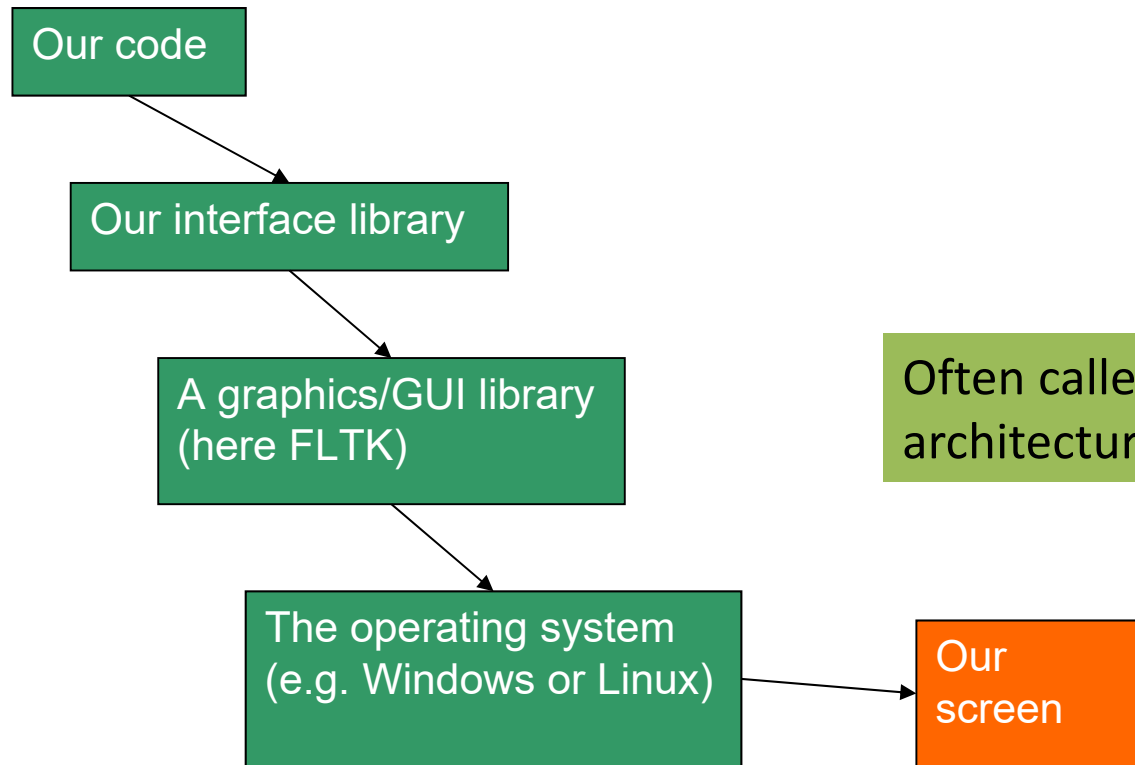 Our code
Our interface library
A graphics/GUI library
(here FLTK)
Often calle
architectur
The operating system
(e.g. Windows or Linux)
Our
screen